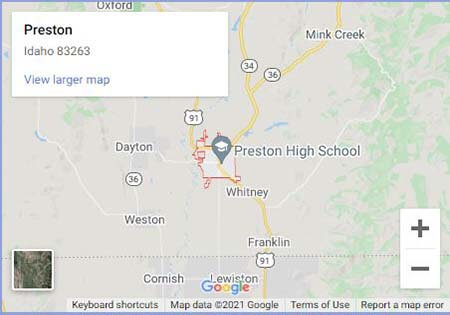 Oxford
Preston
Idaho 83263
View larger map
Mink Creek
34
36
91
Dayton
Preston High School
36
Whitney
Weston
Franklin
91
Cornish
Lewiston
Google
Keyboard shortcuts
Map data ©2021 Google
Terms of Use
Report a map error